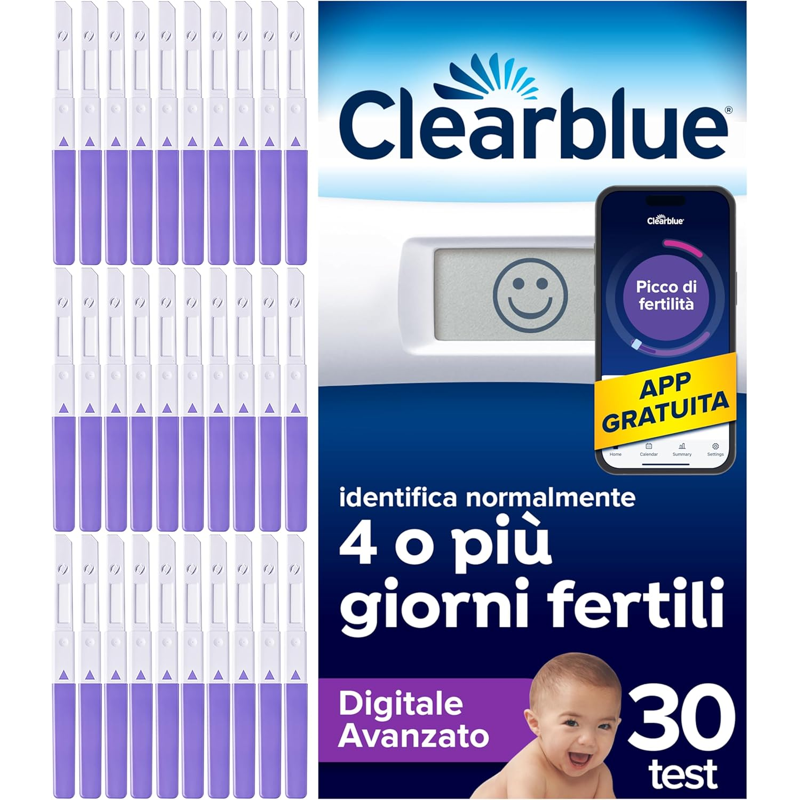 Clearblue®
Clearblue®
Picco di
fertilità
APP
GRATUITA
Home Calendar Summary Settings
identifica normalmente
4 o più
giorni fertili
Digitale
Avanzato
30
test